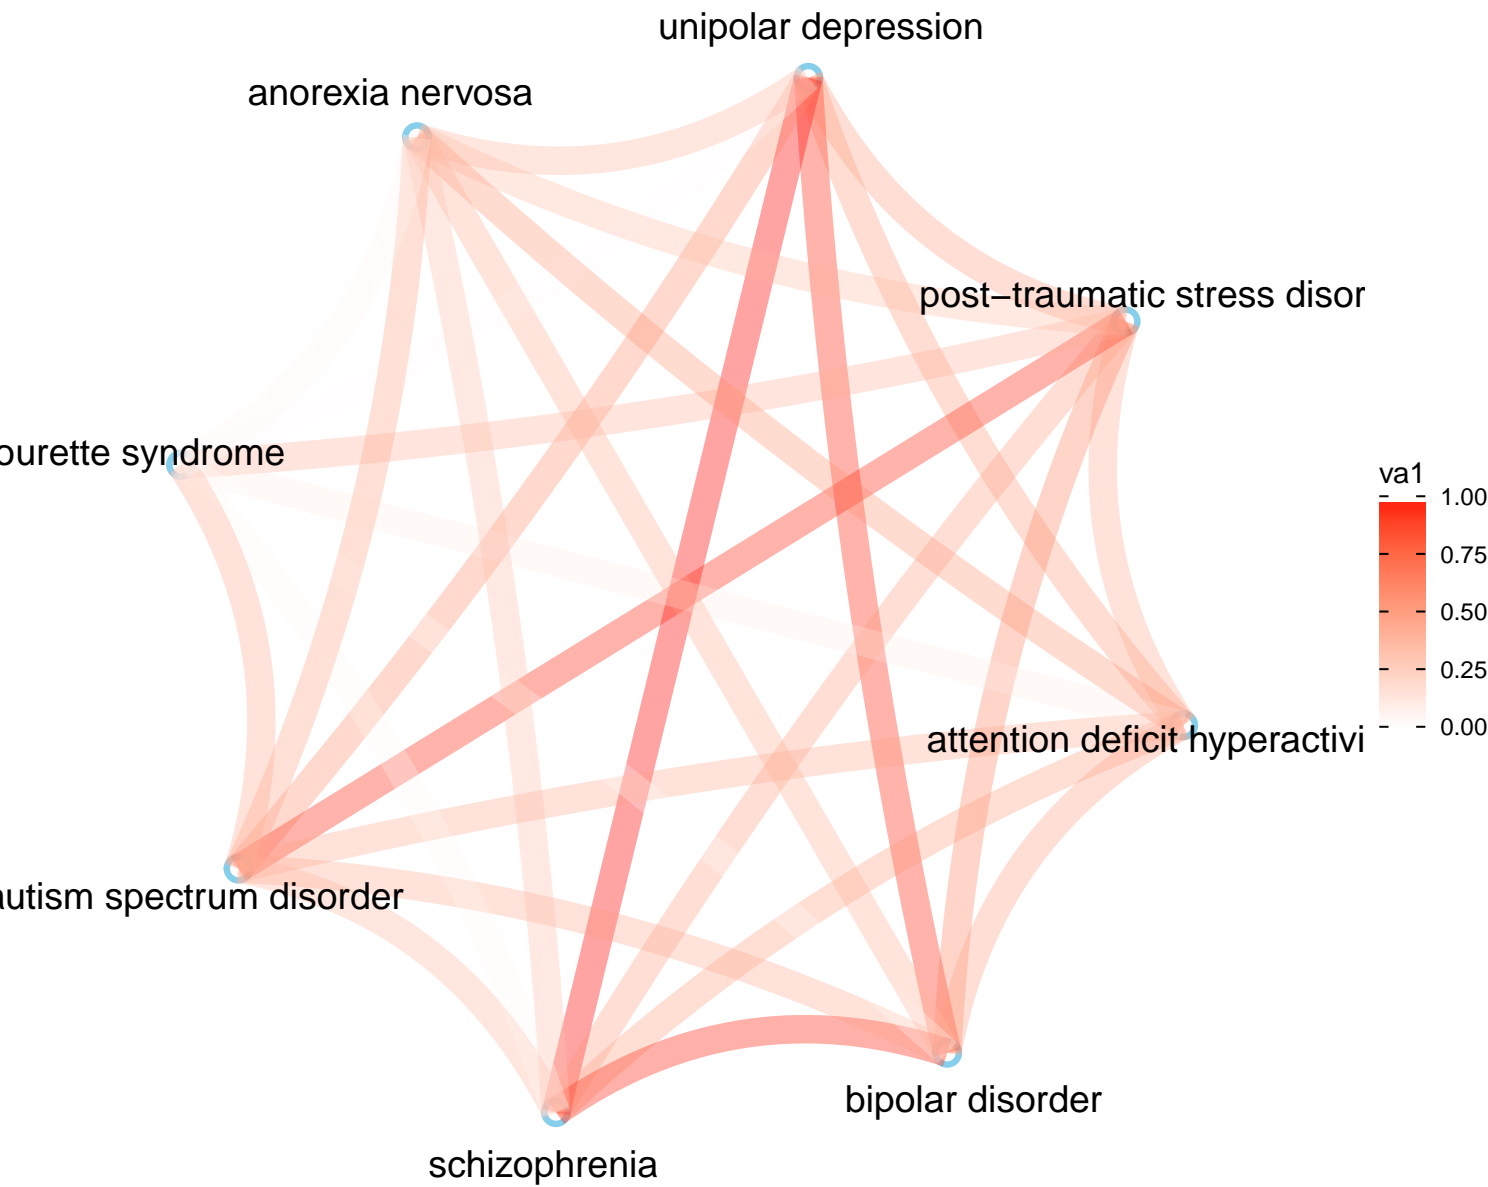 unipolar depression
anorexia nervosa
post−traumatic stress disor
ourette syndrome
va1
1.00
0.75
0.50
0.25
0.00
attention deficit hyperactivi
autism spectrum disorder
bipolar disorder
schizophrenia